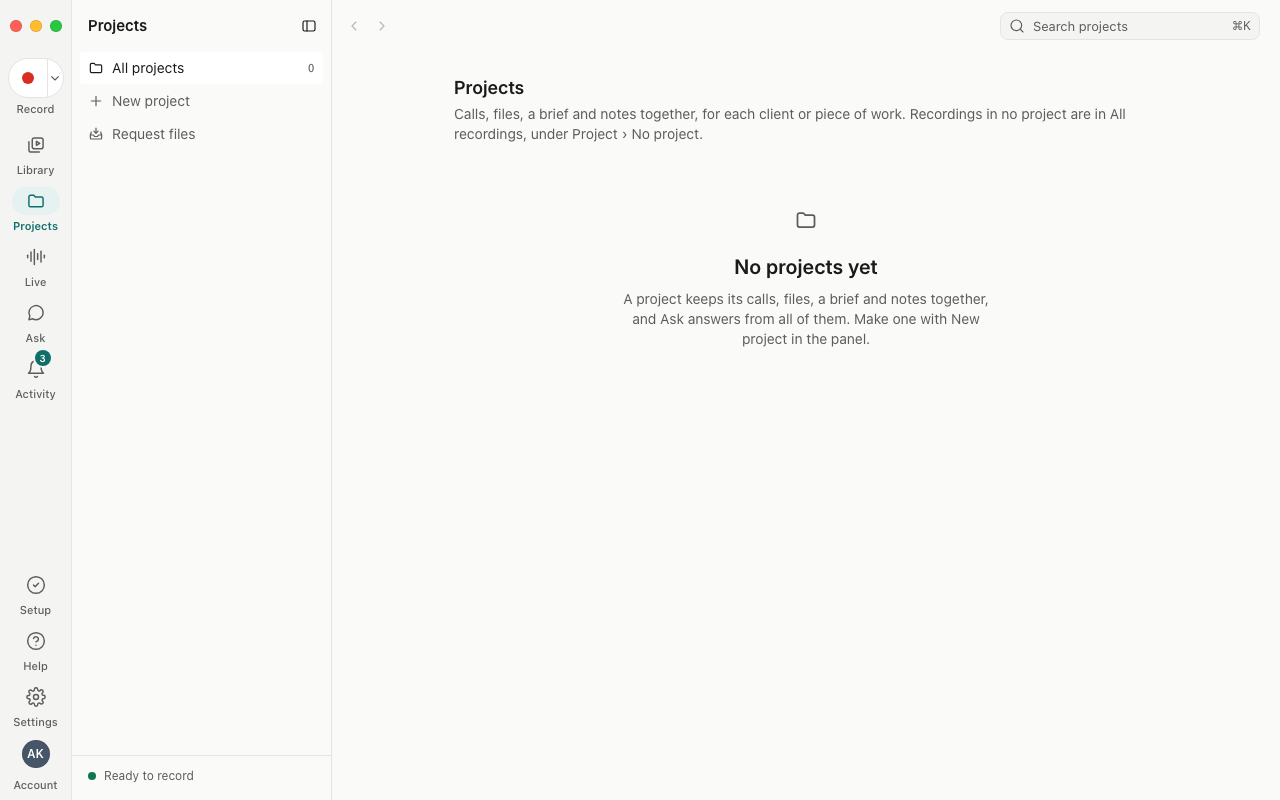 Projects
Search projects
⌘K
All projects
0
New project
Request files
Record
Library
Projects
Live
Ask
3
Activity
Setup
Help
Settings
AK
Account
Ready to record
Projects
Calls, files, a brief and notes together, for each client or piece of work. Recordings in no project are in All
recordings, under Project › No project.
No projects yet
A project keeps its calls, files, a brief and notes together,
and Ask answers from all of them. Make one with New
project in the panel.